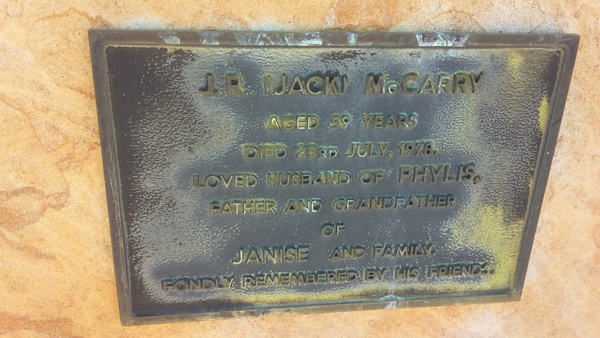 J. R. (JACK) McCARRY
AGED 59 YEARS
DIED 23RD JULY, 1978.
LOVED HUSBAND OF PHYLIS,
FATHER AND GRANDFATHER
OF
JANISE AND FAMILY.
FONDLY REMEMBERED BY HIS FRIENDS.